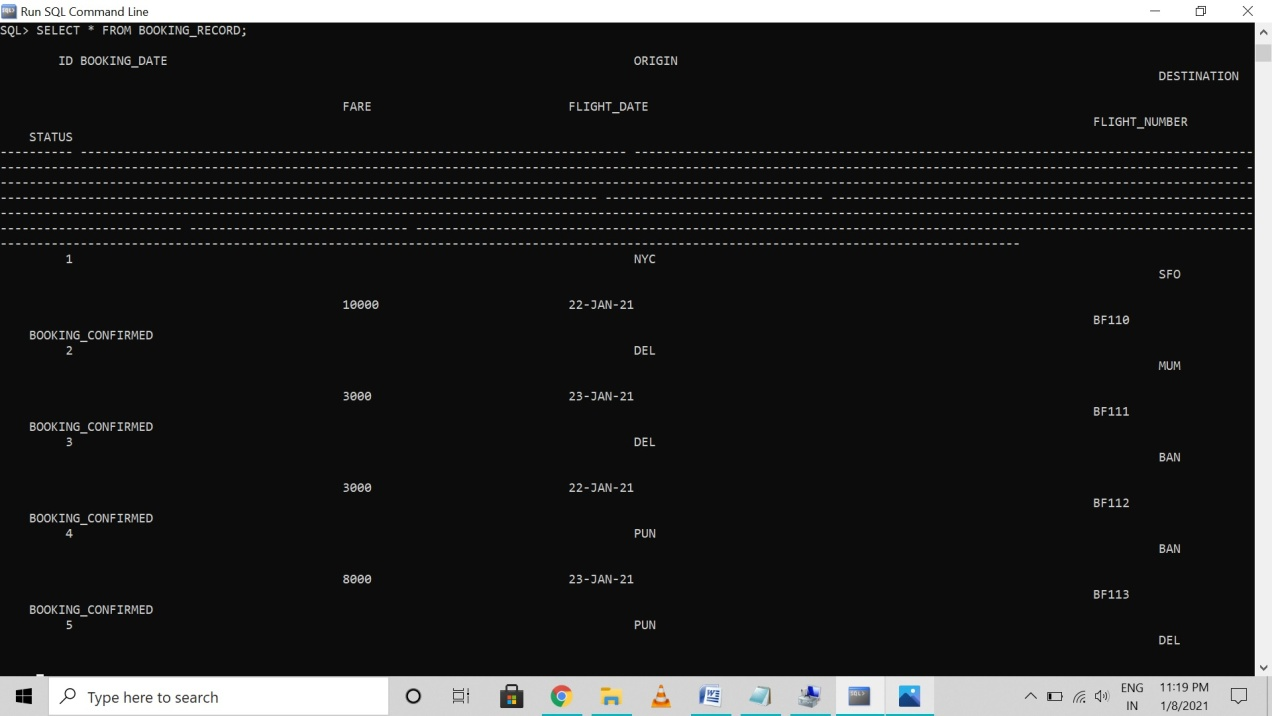 Run SQL Command Line
SQL> SELECT * FROM BOOKING_RECORD;
ID BOOKING_DATE ORIGIN
DESTINATION
FARE FLIGHT_DATE
FLIGHT_NUMBER
STATUS
1 NYC
SFO
10000 22-JAN-21
BF110
BOOKING_CONFIRMED
2 DEL
MUM
3000 23-JAN-21
BF111
BOOKING_CONFIRMED
3 DEL
BAN
3000 22-JAN-21
BF112
BOOKING_CONFIRMED
4 PUN
BAN
8000 23-JAN-21
BF113
BOOKING_CONFIRMED
5 PUN
DEL
Type here to search
ENG 11:19 PM
IN 1/8/2021